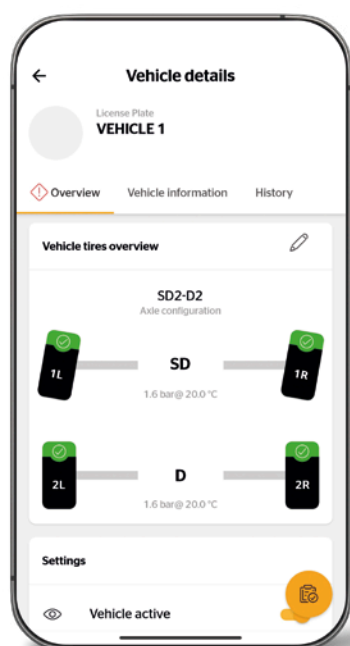 Vehicle details
License Plate
VEHICLE 1
Overview Vehicle information History
Vehicle tires overview
SD2-D2
Axle configuration
1L SD 1R
1.6 bar@ 20.0 °C
2L D 2R
1.6 bar@ 20.0 °C
Settings
Vehicle active